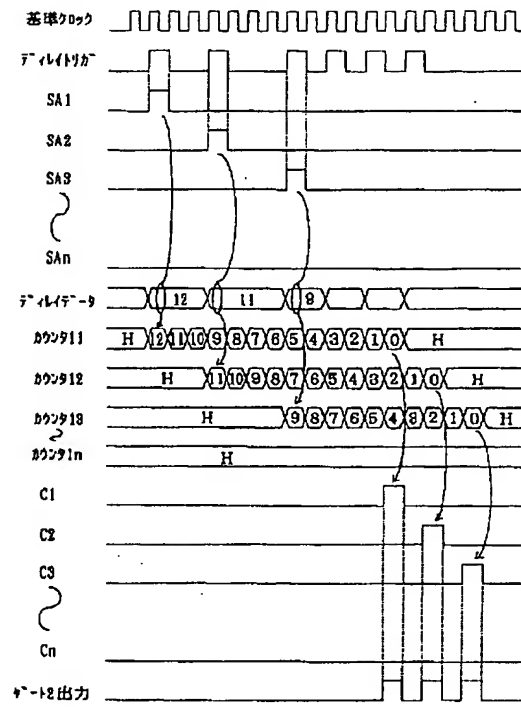 基準クロック
ディレイトリガ
SA1
SA2
SA3
SAn
ディレイデータ 12 11 9
カウンタ11 H 12 11 10 9 8 7 6 5 4 3 2 1 0 H
カウンタ12 H 11 10 9 8 7 6 5 4 3 2 1 0 H
カウンタ13 H 9 8 7 6 5 4 3 2 1 0 H
カウンタ1n H
C1
C2
C3
Cn
ゲート2出力